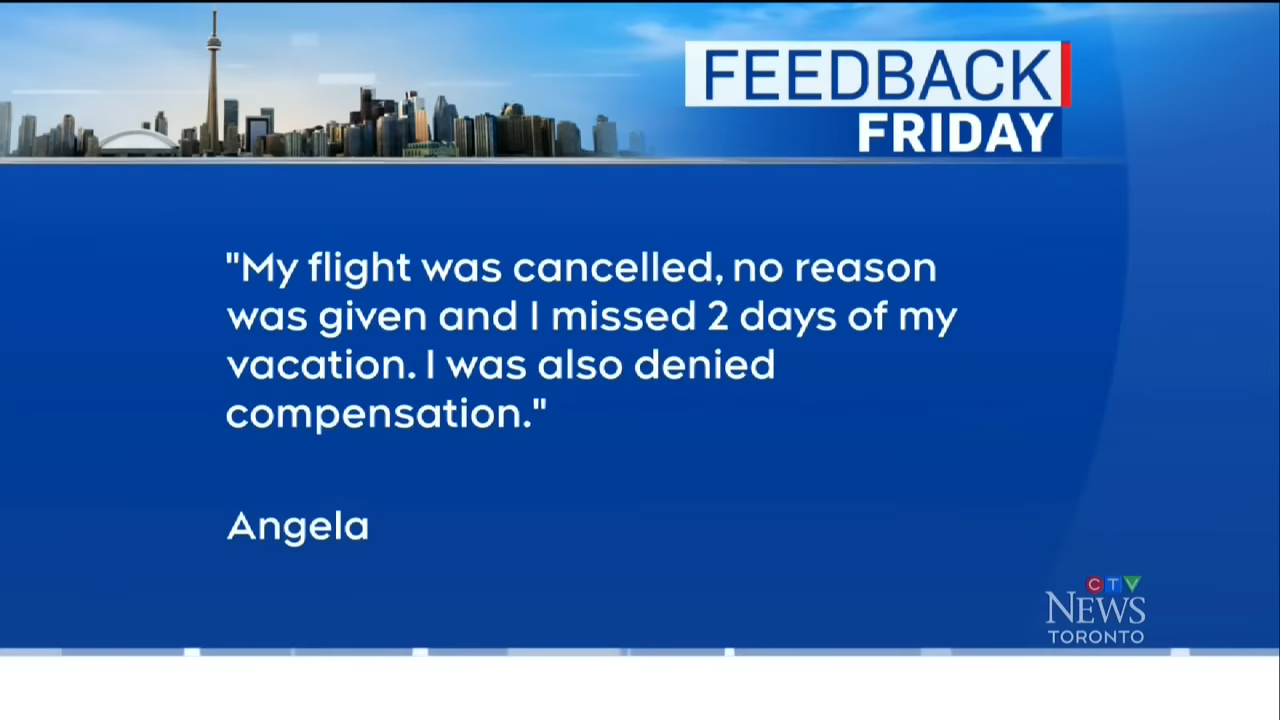 FEEDBACK
FRIDAY
"My flight was cancelled, no reason
was given and I missed 2 days of my
vacation. I was also denied
compensation."
Angela
CTV
NEWS
TORONTO